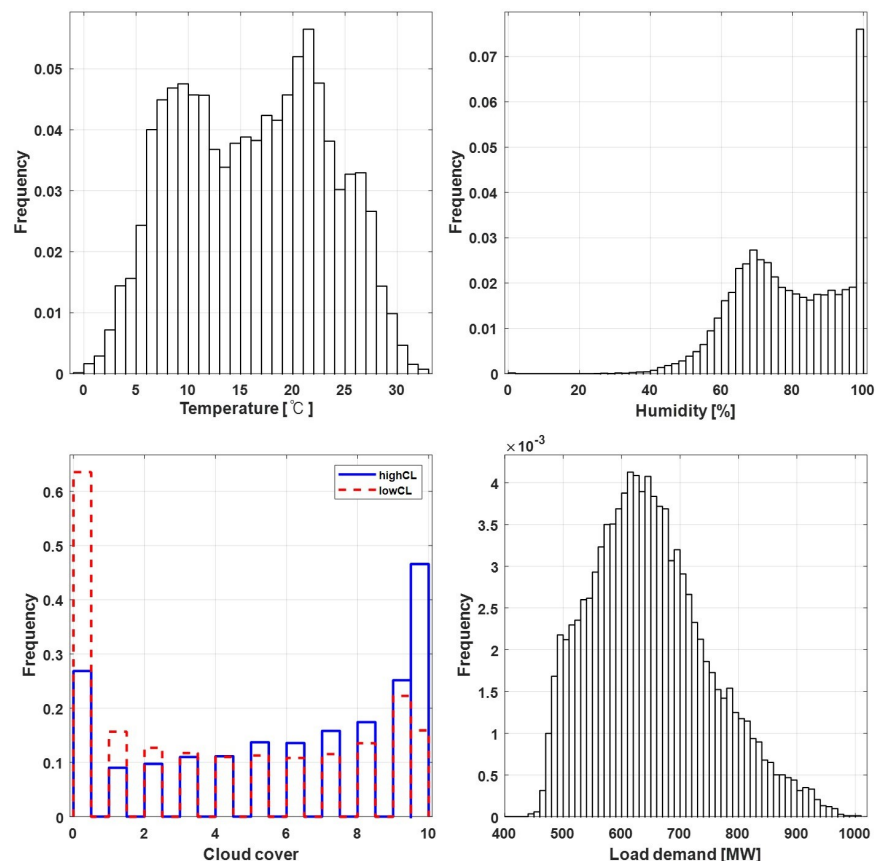 0.05
0.04
0.03
0.02
0.01
0
Frequency
0 5 10 15 20 25 30
Temperature [℃]
0.07
0.06
0.05
0.04
0.03
0.02
0.01
0
Frequency
0 20 40 60 80 100
Humidity [%]
0.6
0.5
0.4
0.3
0.2
0.1
0
Frequency
highCL
lowCL
0 2 4 6 8 10
Cloud cover
×10⁻³
4
3.5
3
2.5
2
1.5
1
0.5
0
Frequency
400 500 600 700 800 900 1000
Load demand [MW]